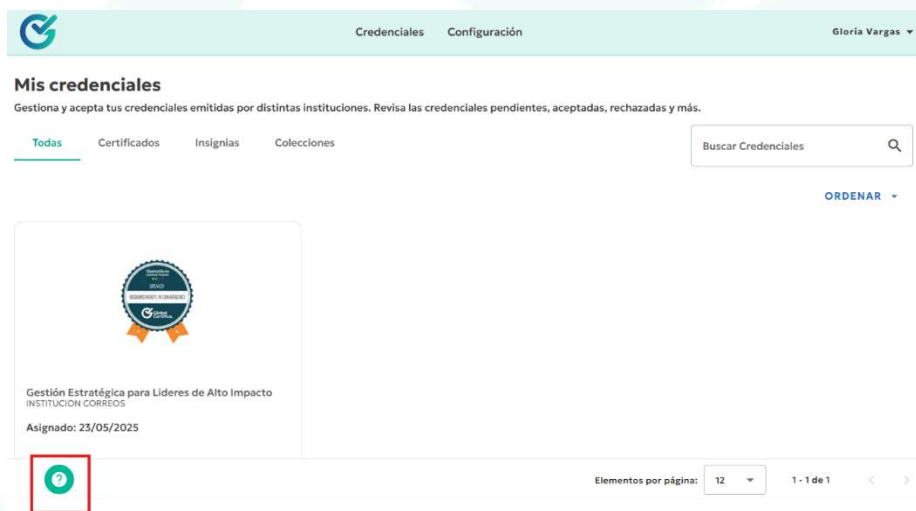 Credenciales Configuración Gloria Vargas
Mis credenciales
Gestiona y acepta tus credenciales emitidas por distintas instituciones. Revisa las credenciales pendientes, aceptadas, rechazadas y más.
Todas Certificados Insignias Colecciones Buscar Credenciales
ORDENAR
Gestión Estratégica para Lideres de Alto Impacto
INSTITUCION CORREOS
Asignado: 23/05/2025
? Elementos por página: 12 1 - 1 de 1